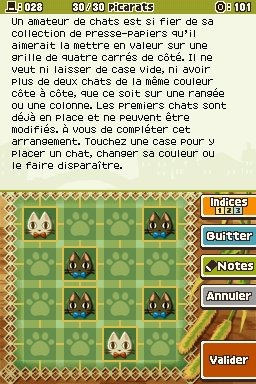 :028
30/30 picarats
:101
Un amateur de chats est si fier de sa
collection de presse-papiers qu'il
aimerait la mettre en valeur sur une
grille de quatre carrés de côté. Il ne
veut ni laisser de case vide, ni avoir
plus de deux chats de la même couleur
côte à côte, que ce soit sur une rangée
ou une colonne. Les premiers chats sont
déjà en place et ne peuvent être
modifiés. À vous de compléter cet
arrangement. Touchez une case pour y
placer un chat, changer sa couleur ou
le faire disparaître.
Indices
1 2 3
Quitter
Notes
Annuler
Valider